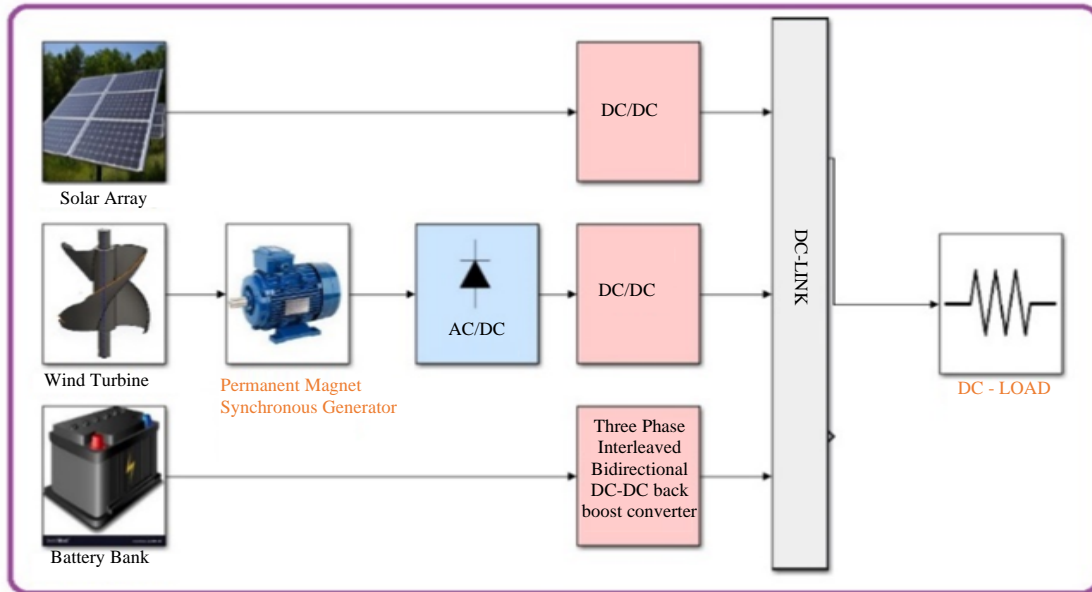 DC/DC
Solar Array
DC-LINK
AC/DC
DC/DC
Wind Turbine
Permanent Magnet
Synchronous Generator
DC - LOAD
Three Phase
Interleaved
Bidirectional
DC-DC back
boost converter
Battery Bank